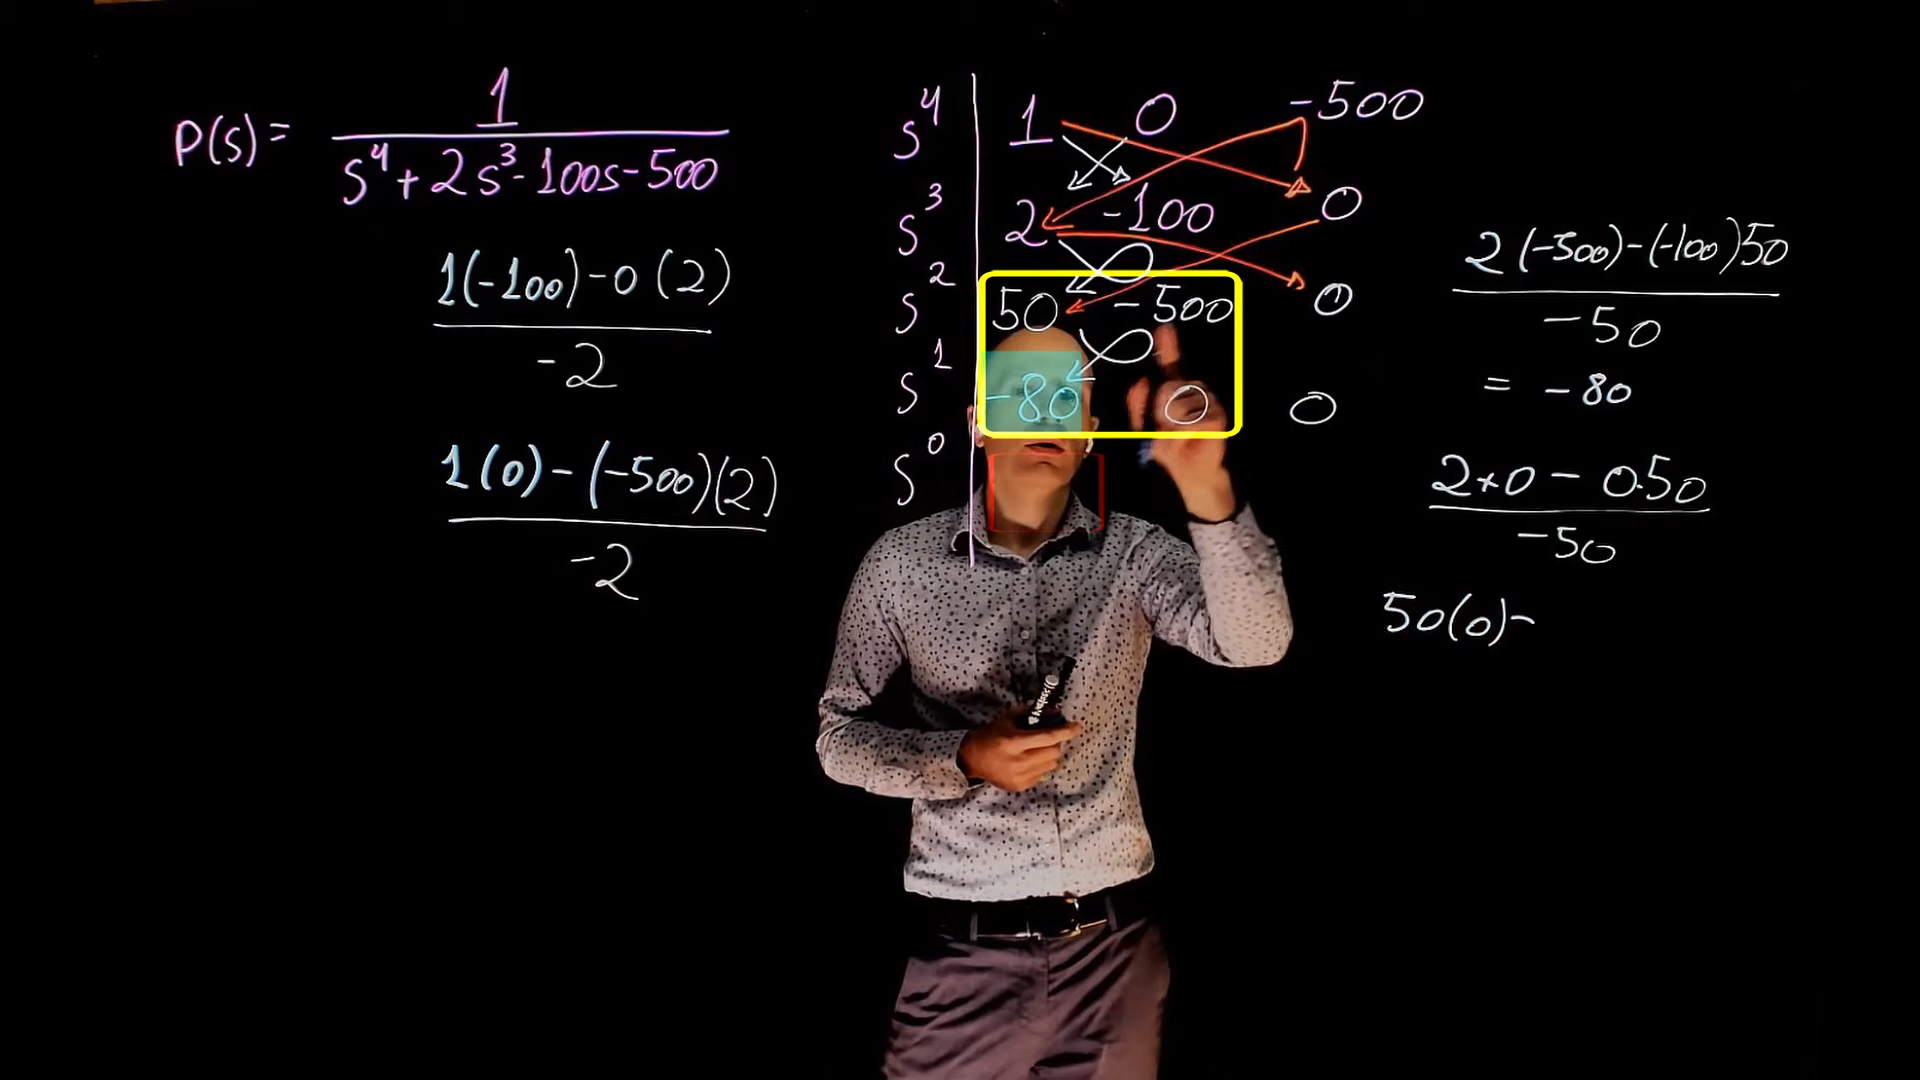 P(s)= 1
s⁴+2s³-100s-500
1(-100)-0(2)
-2
1(0)-(-500)(2)
-2
s⁴ 1 0 -500
s³ 2 -100 0
s² 50 -500 0
s¹ -80 0 0
s⁰
2(-500)-(-100)50
-50
= -80
2+0-0.50
-50
50(0)-